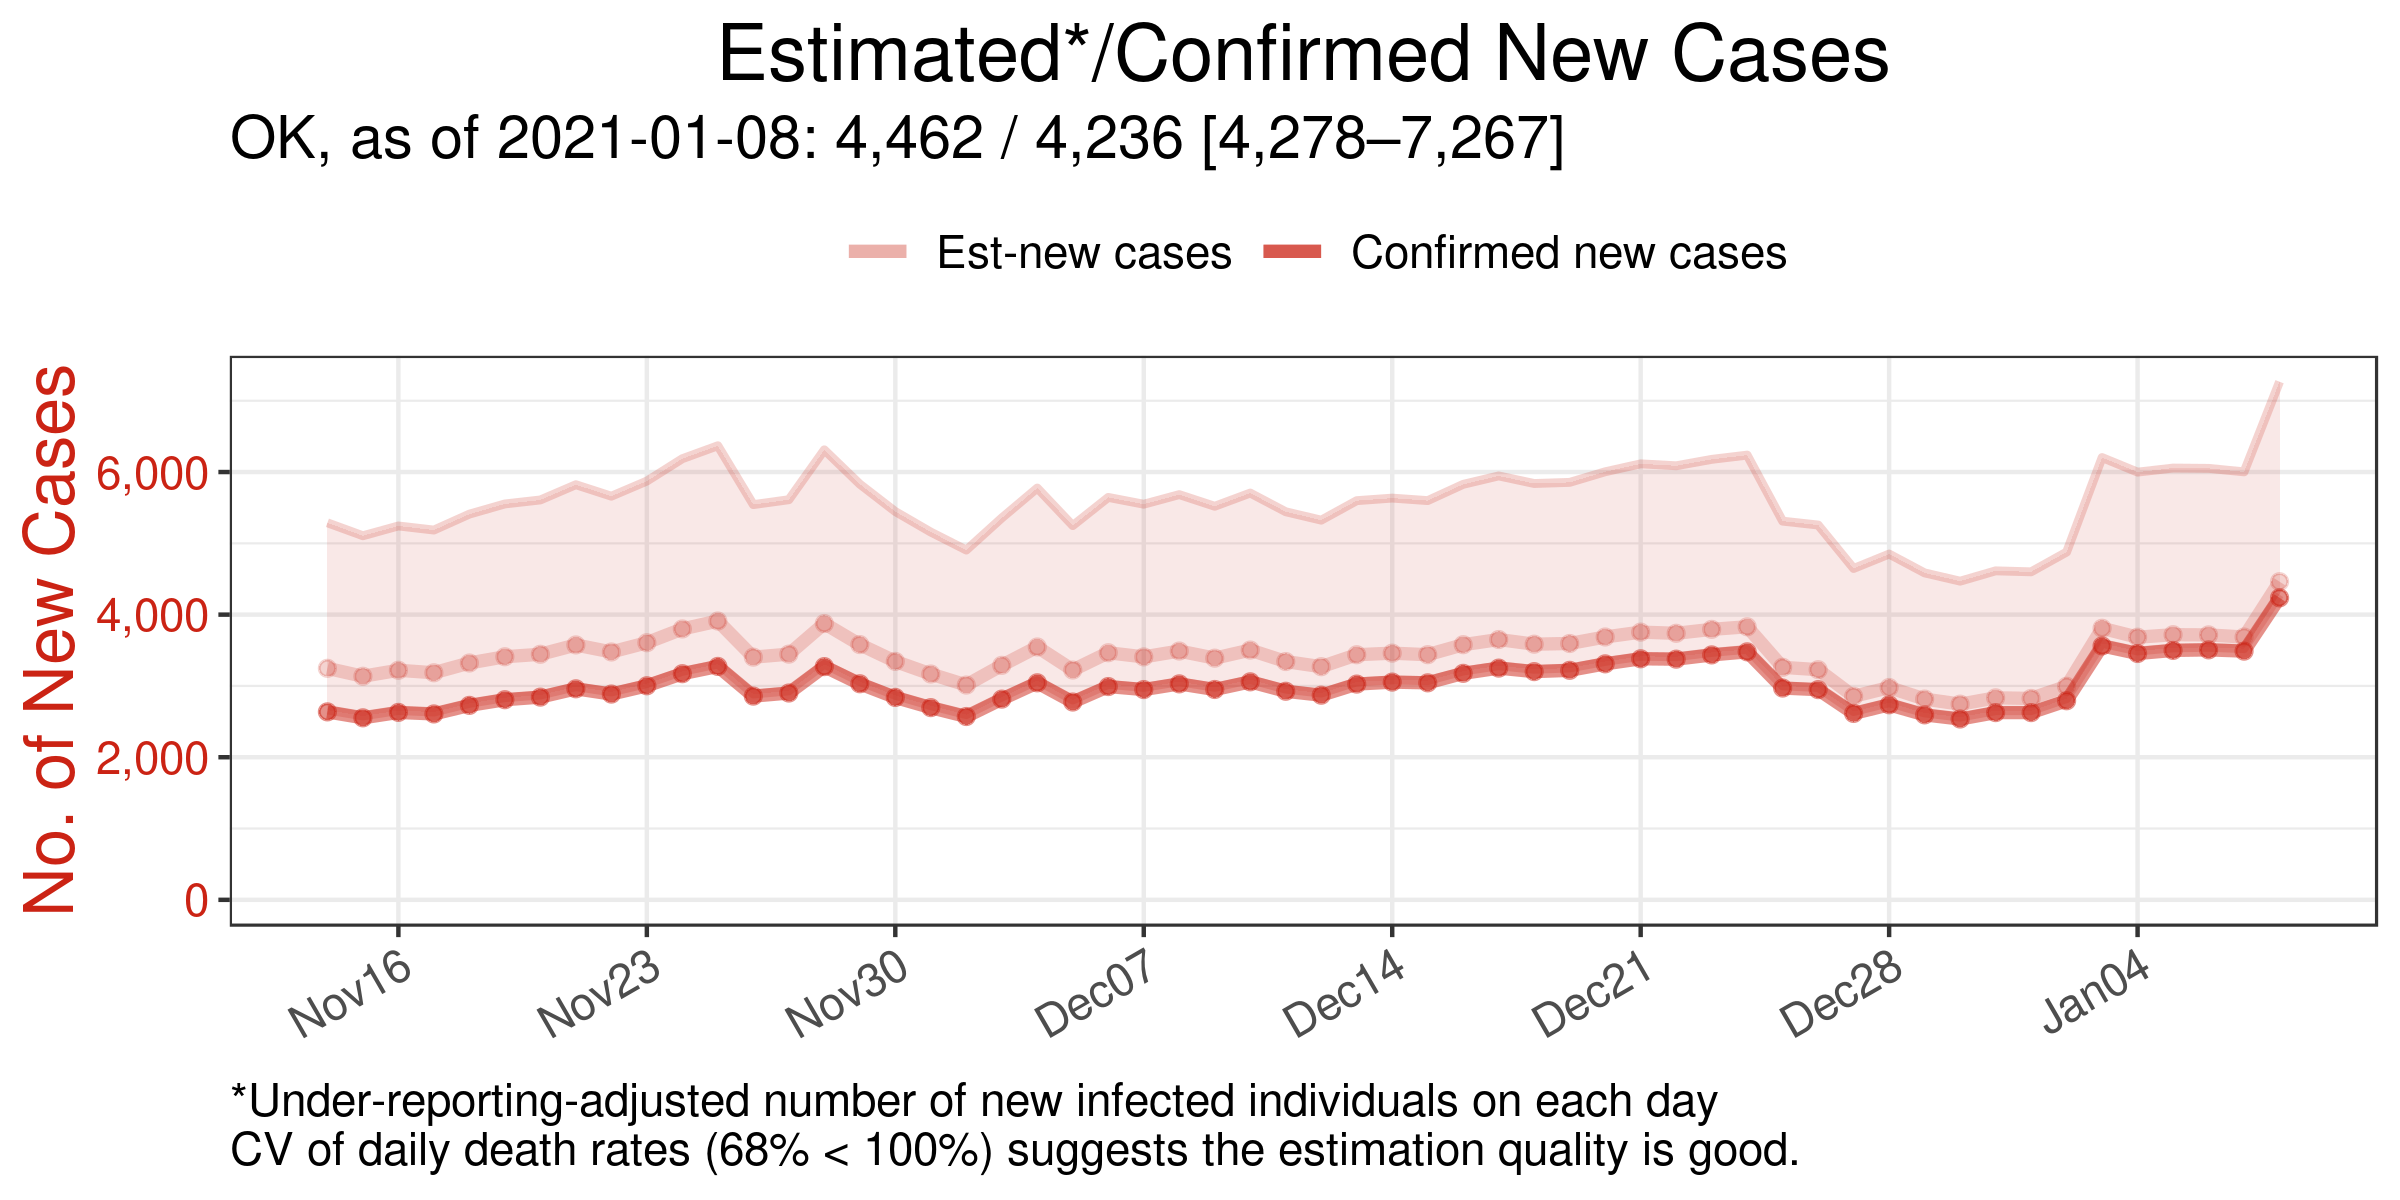 Estimated*/Confirmed New Cases
OK, as of 2021-01-08: 4,462 / 4,236 [4,278–7,267]
Est-new cases Confirmed new cases
No. of New Cases
6,000
4,000
2,000
0
Nov16 Nov23 Nov30 Dec07 Dec14 Dec21 Dec28 Jan04
*Under-reporting-adjusted number of new infected individuals on each day
CV of daily death rates (68% < 100%) suggests the estimation quality is good.